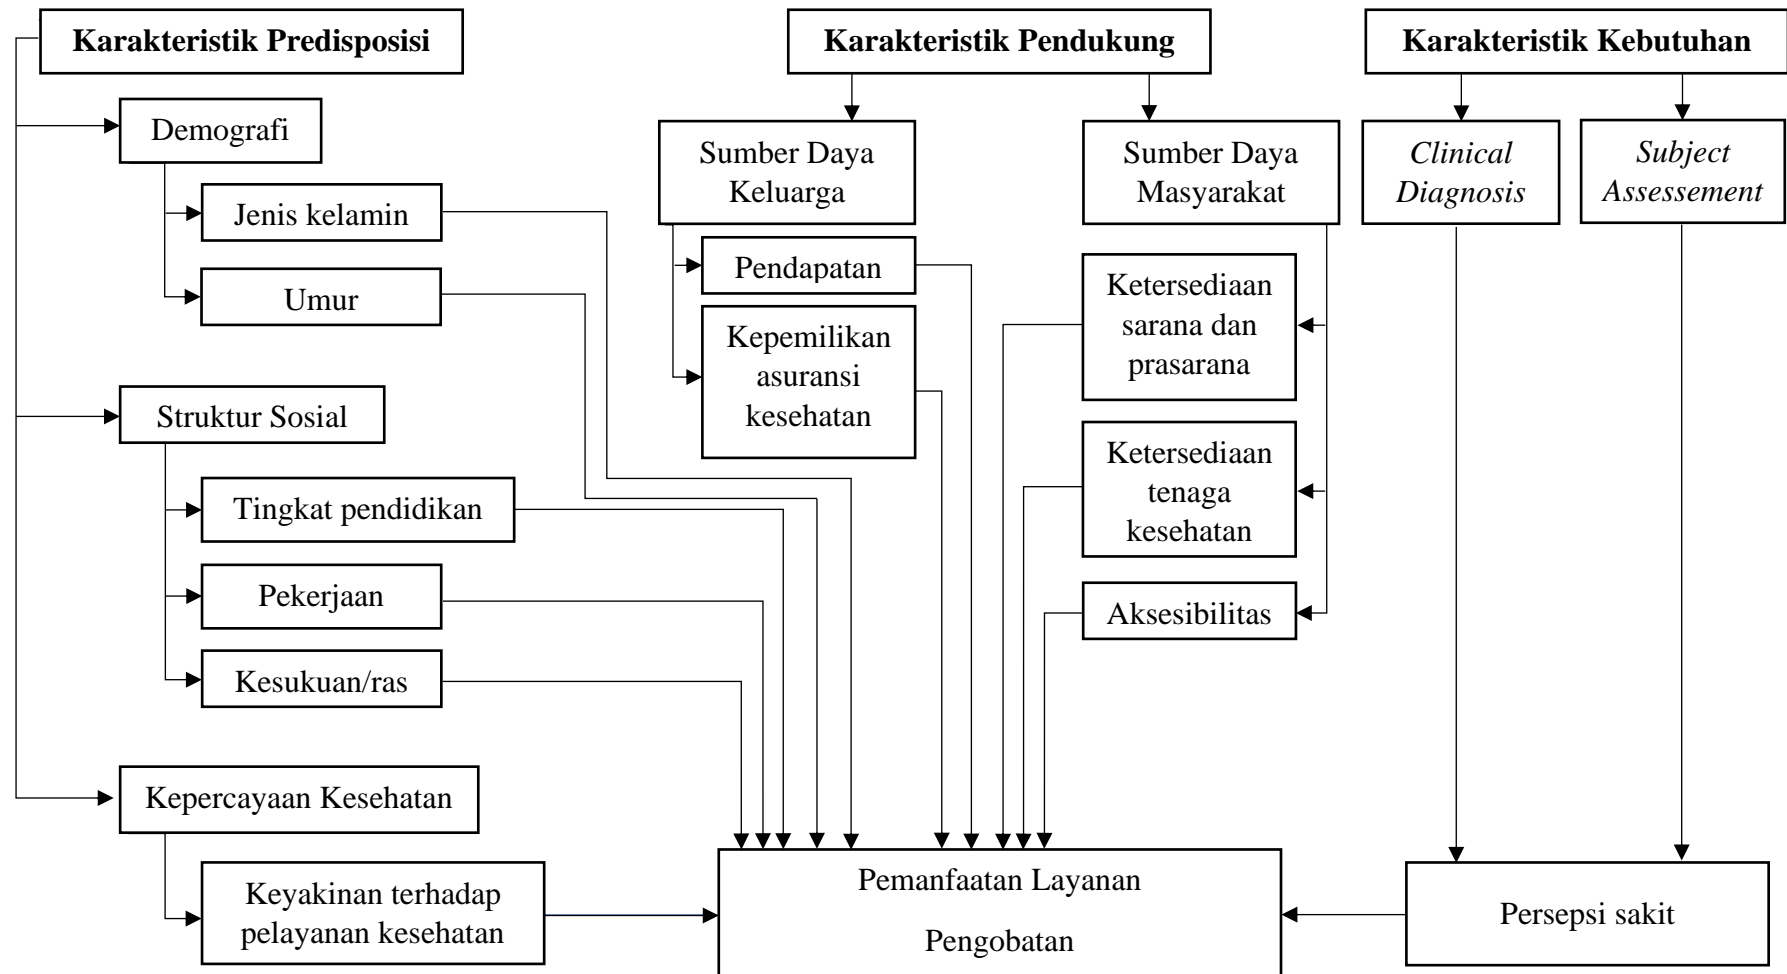 Karakteristik Predisposisi
Karakteristik Pendukung
Karakteristik Kebutuhan
Demografi
Jenis kelamin
Umur
Struktur Sosial
Tingkat pendidikan
Pekerjaan
Kesukuan/ras
Kepercayaan Kesehatan
Keyakinan terhadap
pelayanan kesehatan
Sumber Daya
Keluarga
Pendapatan
Kepemilikan
asuransi
kesehatan
Sumber Daya
Masyarakat
Ketersediaan
sarana dan
prasarana
Ketersediaan
tenaga
kesehatan
Aksesibilitas
Clinical
Diagnosis
Subject
Assessement
Pemanfaatan Layanan
Pengobatan
Persepsi sakit